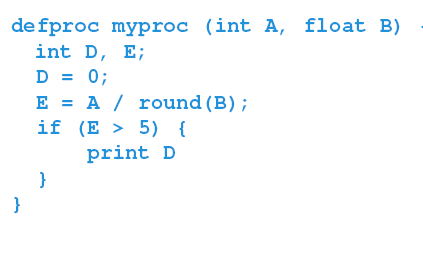 defproc myproc (int A, float B) {
int D, E;
D = 0;
E = A / round(B);
if (E > 5) {
print D
}
}